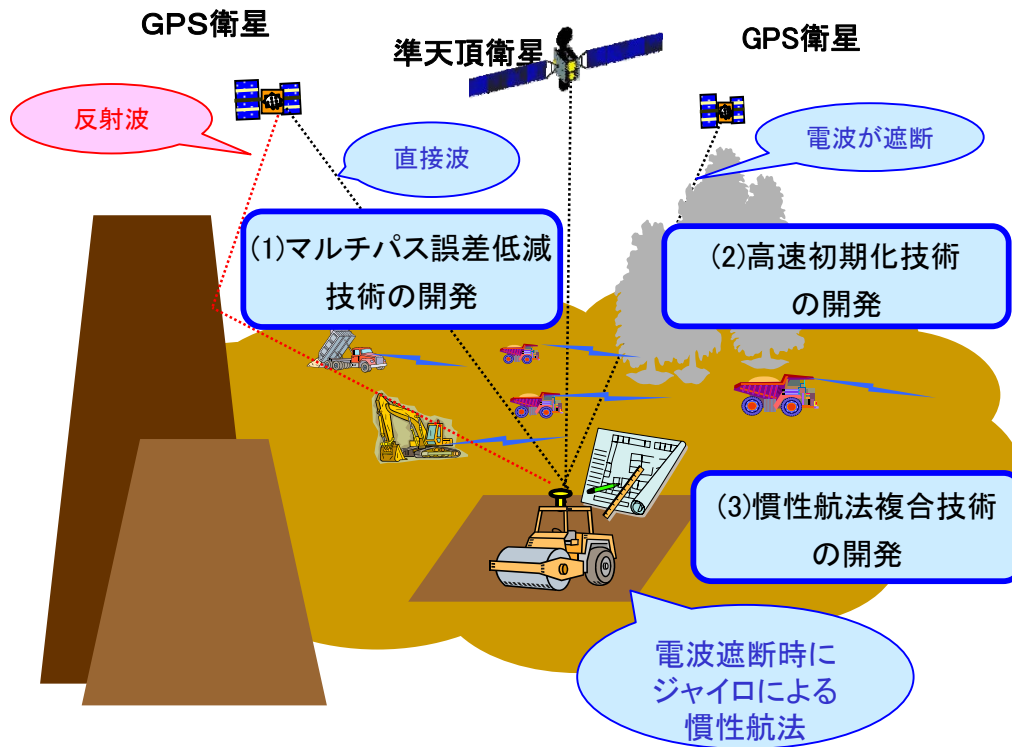 GPS衛星
準天頂衛星
GPS衛星
反射波
直接波
電波が遮断
(1)マルチパス誤差低減
技術の開発
(2)高速初期化技術
の開発
(3)慣性航法複合技術
の開発
電波遮断時に
ジャイロによる
慣性航法